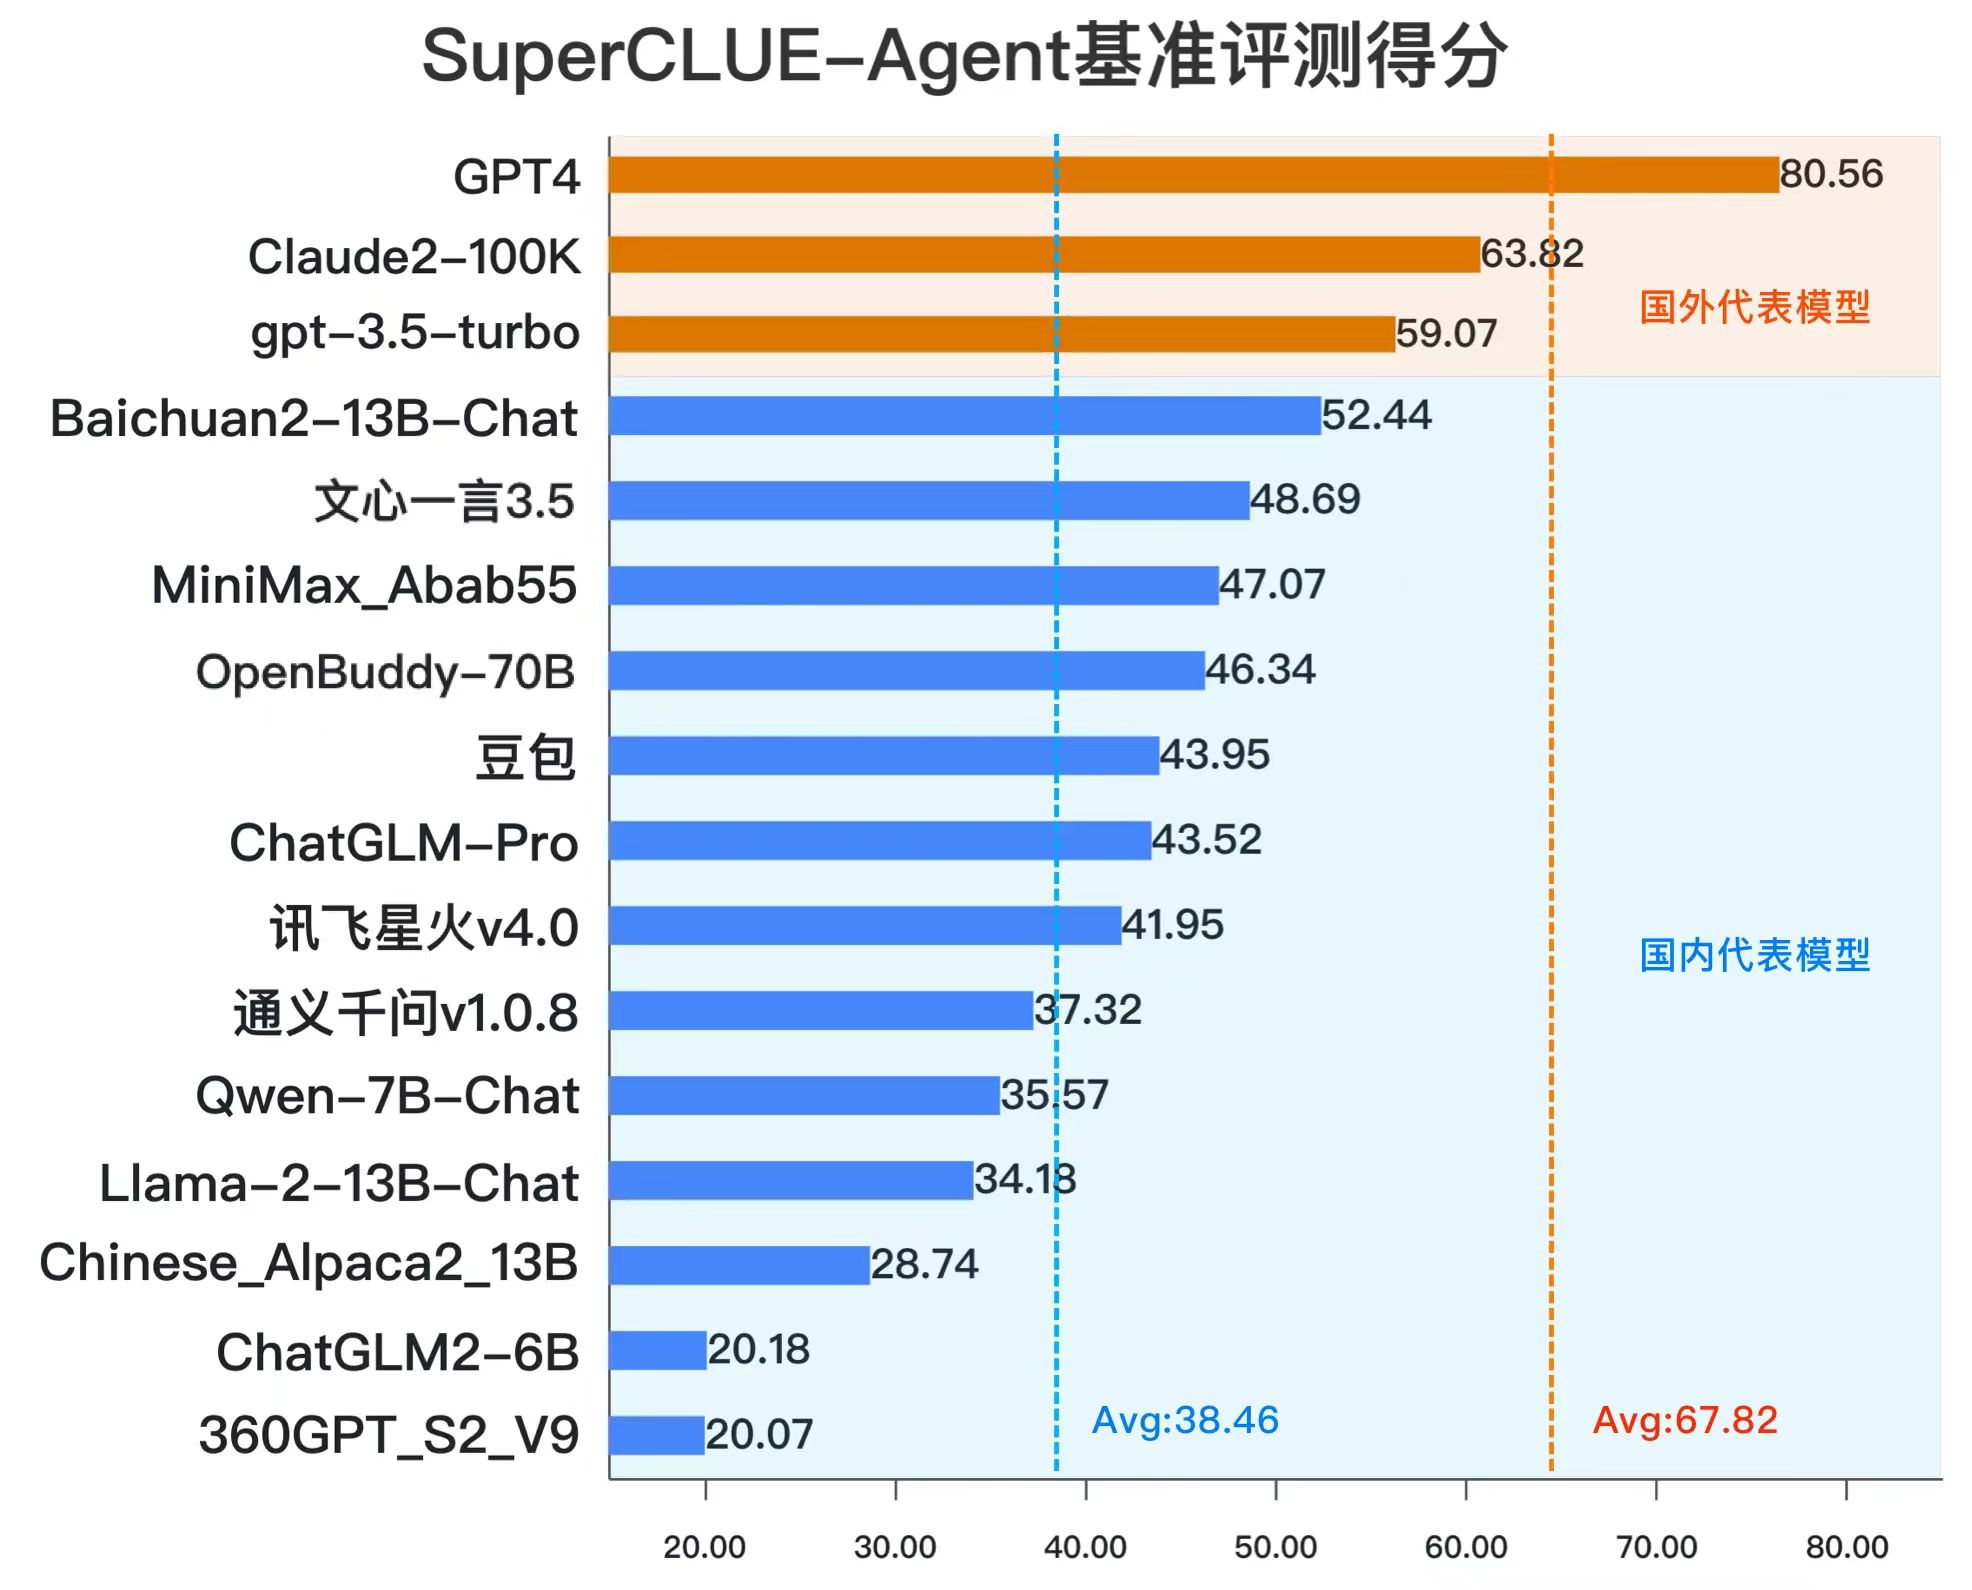 SuperCLUE-Agent基准评测得分
GPT4 80.56
Claude2-100K 63.82
国外代表模型
gpt-3.5-turbo 59.07
Baichuan2-13B-Chat 52.44
文心一言3.5 48.69
MiniMax_Abab55 47.07
OpenBuddy-70B 46.34
豆包 43.95
ChatGLM-Pro 43.52
讯飞星火v4.0 41.95
国内代表模型
通义千问v1.0.8 37.32
Qwen-7B-Chat 35.57
Llama-2-13B-Chat 34.18
Chinese_Alpaca2_13B 28.74
ChatGLM2-6B 20.18
Avg:38.46 Avg:67.82
360GPT_S2_V9 20.07
20.00 30.00 40.00 50.00 60.00 70.00 80.00